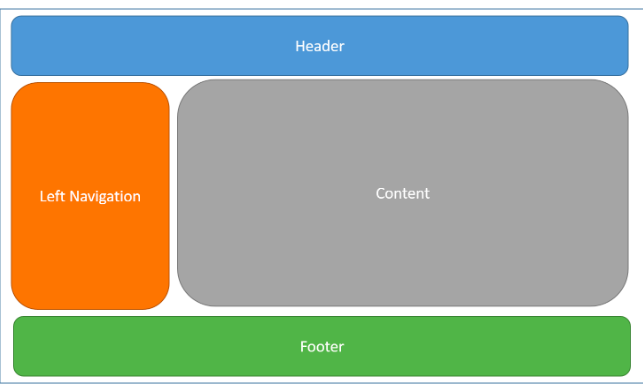 Header
Left Navigation
Content
Footer